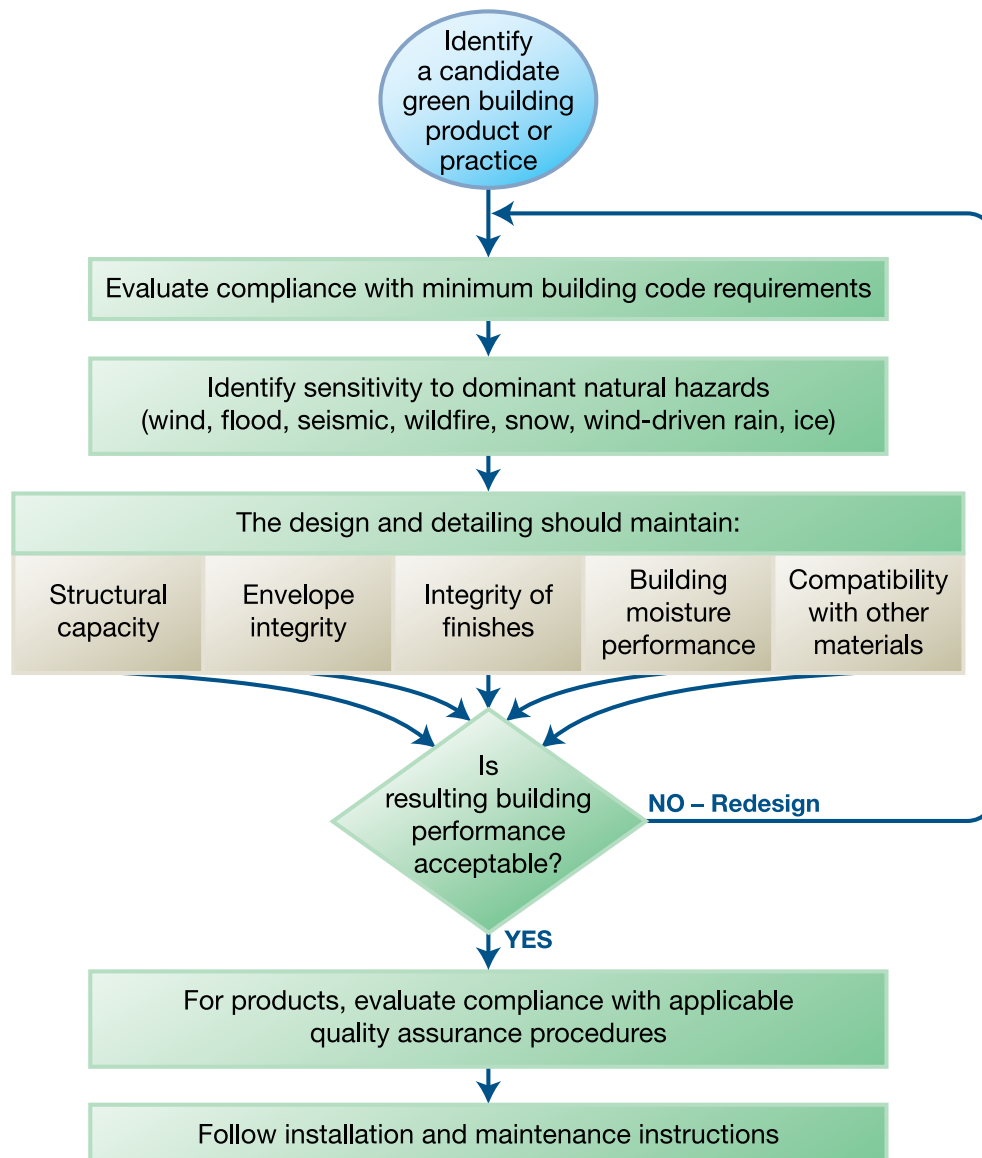 Identify
a candidate
green building
product or
practice
Evaluate compliance with minimum building code requirements
Identify sensitivity to dominant natural hazards
(wind, flood, seismic, wildfire, snow, wind-driven rain, ice)
The design and detailing should maintain:
Structural
capacity
Envelope
integrity
Integrity of
finishes
Building
moisture
performance
Compatibility
with other
materials
Is
resulting building
performance
acceptable?
NO – Redesign
YES
For products, evaluate compliance with applicable
quality assurance procedures
Follow installation and maintenance instructions